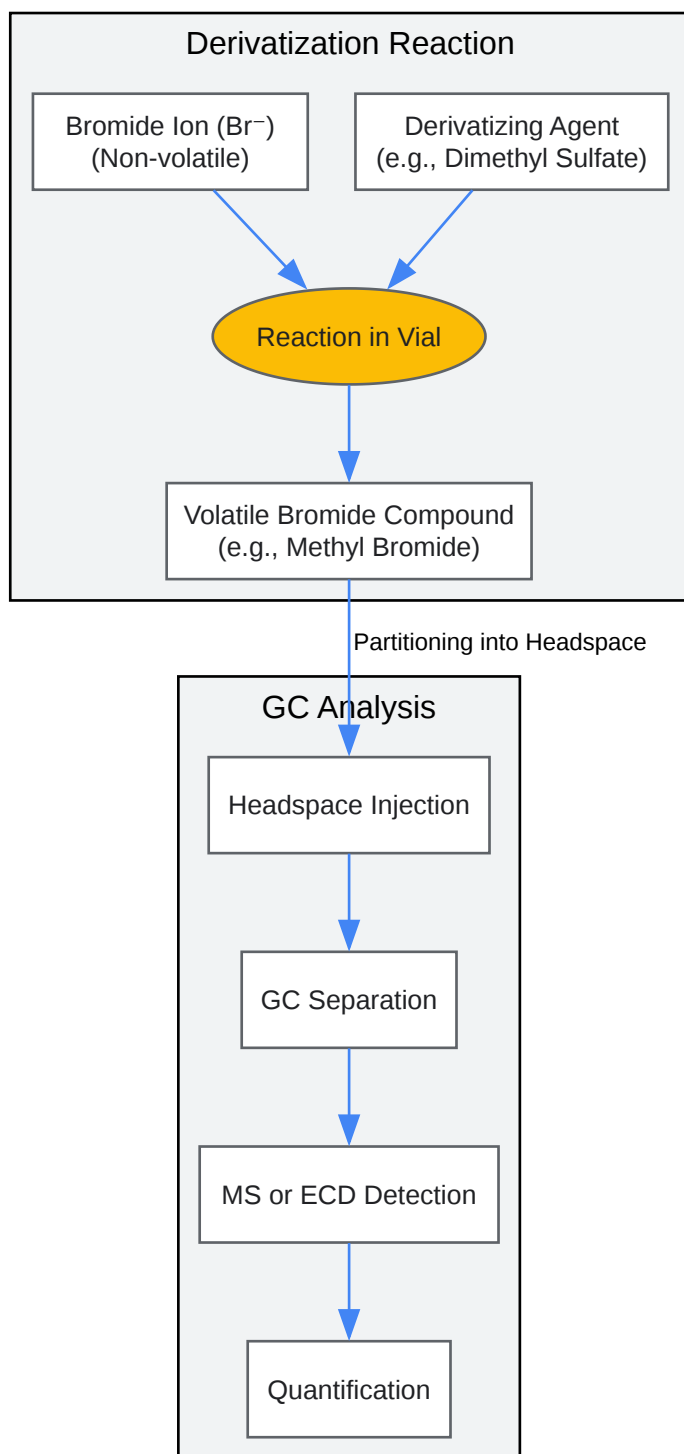 Derivatization Reaction
Bromide Ion (Br⁻)
(Non-volatile)
Derivatizing Agent
(e.g., Dimethyl Sulfate)
Reaction in Vial
Volatile Bromide Compound
(e.g., Methyl Bromide)
Partitioning into Headspace
GC Analysis
Headspace Injection
GC Separation
MS or ECD Detection
Quantification